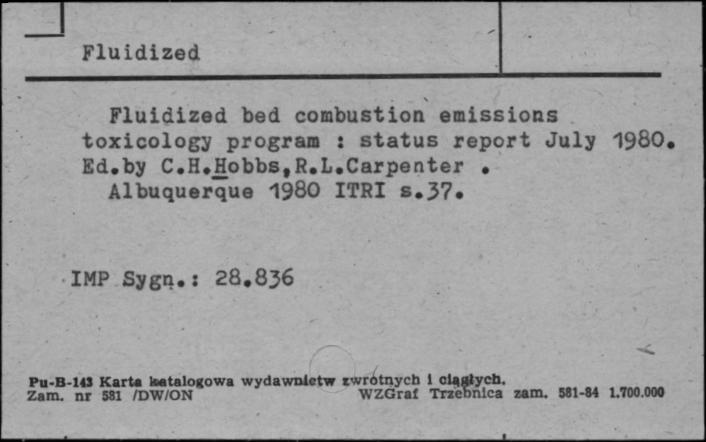 Fluidized
Fluidized bed combustion emissions
toxicology program : status report July 1980.
Ed.by C.H.Hobbs,R.L.Carpenter .
Albuquerque 1980 ITRI s.37.
IMP Sygn.: 28.836
Pu-B-143 Karta katalogowa wydawnictw zwrotnych i ciągłych.
Zam. nr 581 /DW/ON WZGraf Trzebnica zam. 581-84 1.700.000